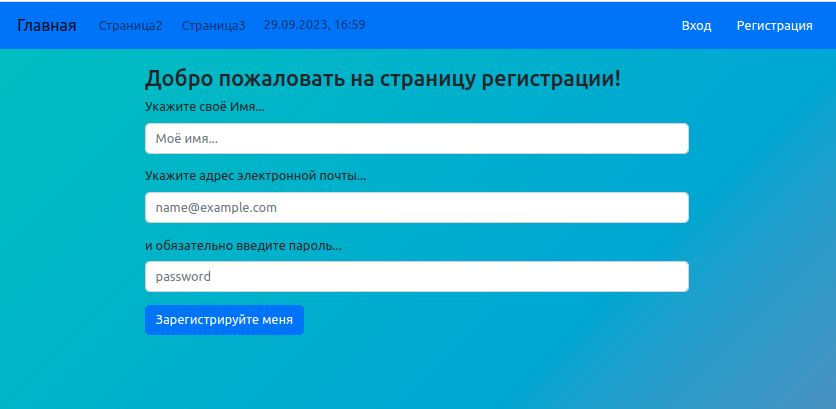 Главная Страница2 Страница3 29.09.2023, 16:59 Вход Регистрация
Добро пожаловать на страницу регистрации!
Укажите своё Имя...
Моё имя...
Укажите адрес электронной почты...
name@example.com
и обязательно введите пароль...
password
Зарегистрируйте меня